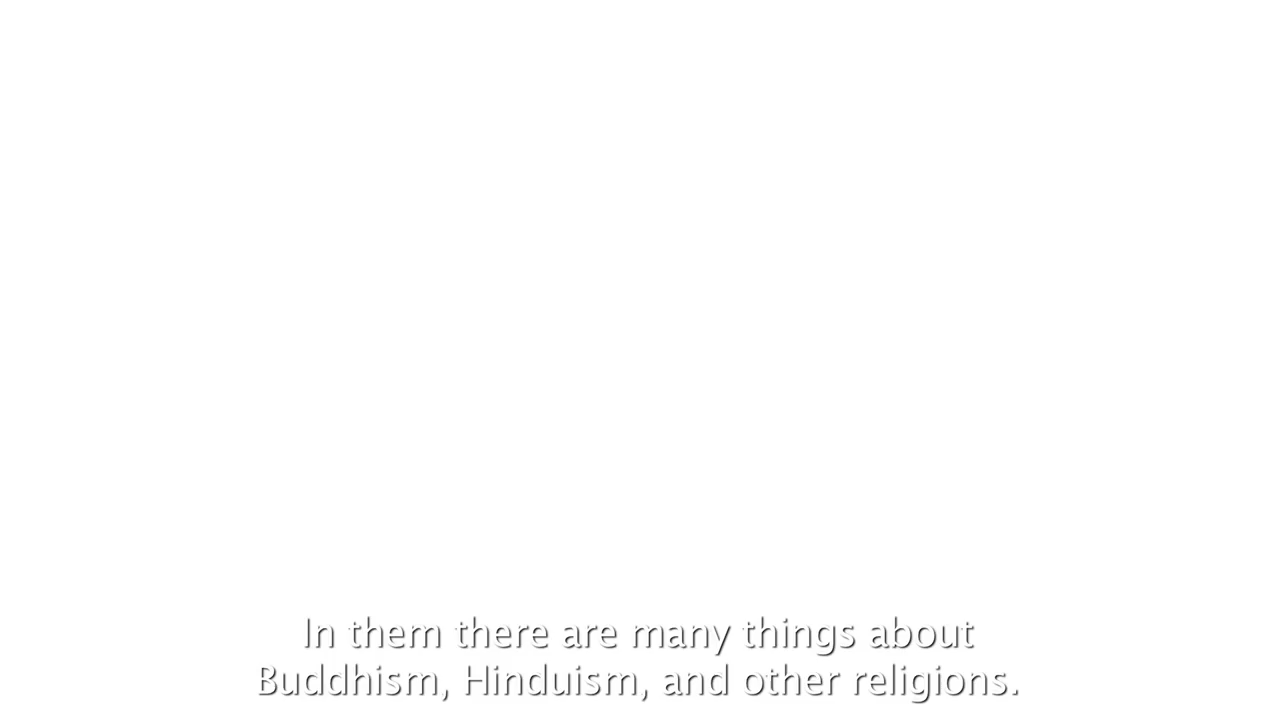 In them there are many things about
Buddhism, Hinduism, and other religions.